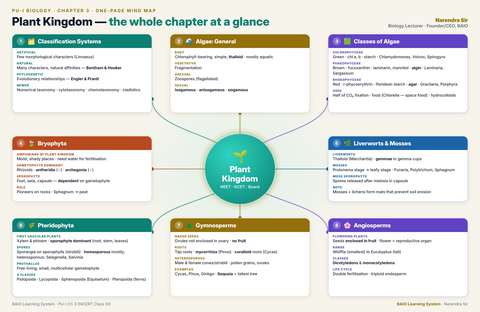 PU-I BIOLOGY · CHAPTER 3 · ONE-PAGE MIND MAP
Plant Kingdom — the whole chapter at a glance
Narendra Sir
Biology Lecturer · Founder/CEO, BAIO
1 Classification Systems
ARTIFICIAL
Few morphological characters (Linnaeus)
NATURAL
Many characters, natural affinities — Bentham & Hooker
PHYLOGENETIC
Evolutionary relationships — Engler & Prantl
NEWER
Numerical taxonomy · cytotaxonomy · chemotaxonomy · cladistics
2 Algae: General
BODY
Chlorophyll-bearing, simple, thalloid · mostly aquatic
VEGETATIVE
Fragmentation
ASEXUAL
Zoospores (flagellated)
SEXUAL
Isogamous · anisogamous · oogamous
3 Classes of Algae
CHLOROPHYCEAE
Green · chl a, b · starch · Chlamydomonas, Volvox, Spirogyra
PHAEOPHYCEAE
Brown · fucoxanthin · laminarin, mannitol · algin · Laminaria, Sargassum
RHODOPHYCEAE
Red · r-phycoerythrin · floridean starch · agar · Gracilaria, Porphyra
USES
Half of CO₂ fixation · food (Chlorella — space food) · hydrocolloids
4 Bryophyta
AMPHIBIANS OF PLANT KINGDOM
Moist, shady places · need water for fertilisation
GAMETOPHYTE DOMINANT
Rhizoids · antheridia (♂) · archegonia (♀)
SPOROPHYTE
Foot, seta, capsule — dependent on gametophyte
ROLE
Pioneers on rocks · Sphagnum → peat
Plant
Kingdom
NEET · KCET · Board
5 Liverworts & Mosses
LIVERWORTS
Thalloid (Marchantia) · gemmae in gemma cups
MOSSES
Protonema stage → leafy stage · Funaria, Polytrichum, Sphagnum
MOSS SPOROPHYTE
Spores released after meiosis in capsule
NOTE
Mosses + lichens form mats that prevent soil erosion
6 Pteridophyta
FIRST VASCULAR PLANTS
Xylem & phloem · sporophyte dominant (root, stem, leaves)
SPORES
Sporangia on sporophylls (strobili) · homosporous mostly; heterosporous: Selaginella, Salvinia
PROTHALLUS
Free-living, small, multicellular gametophyte
4 CLASSES
Psilopsida · Lycopsida · Sphenopsida (Equisetum) · Pteropsida (ferns)
7 Gymnosperms
NAKED SEEDS
Ovules not enclosed in ovary · no fruit
ROOTS
Tap roots · mycorrhiza (Pinus) · coralloid roots (Cycas)
HETEROSPOROUS
Male & female cones/strobili · pollen grains, ovules
EXAMPLES
Cycas, Pinus, Ginkgo · Sequoia = tallest tree
8 Angiosperms
FLOWERING PLANTS
Seeds enclosed in fruit · flower = reproductive organ
RANGE
Wolffia (smallest) to Eucalyptus (tall)
CLASSES
Dicotyledons & monocotyledons
LIFE CYCLE
Double fertilisation · triploid endosperm
BAIO Learning System · Narendra Sir